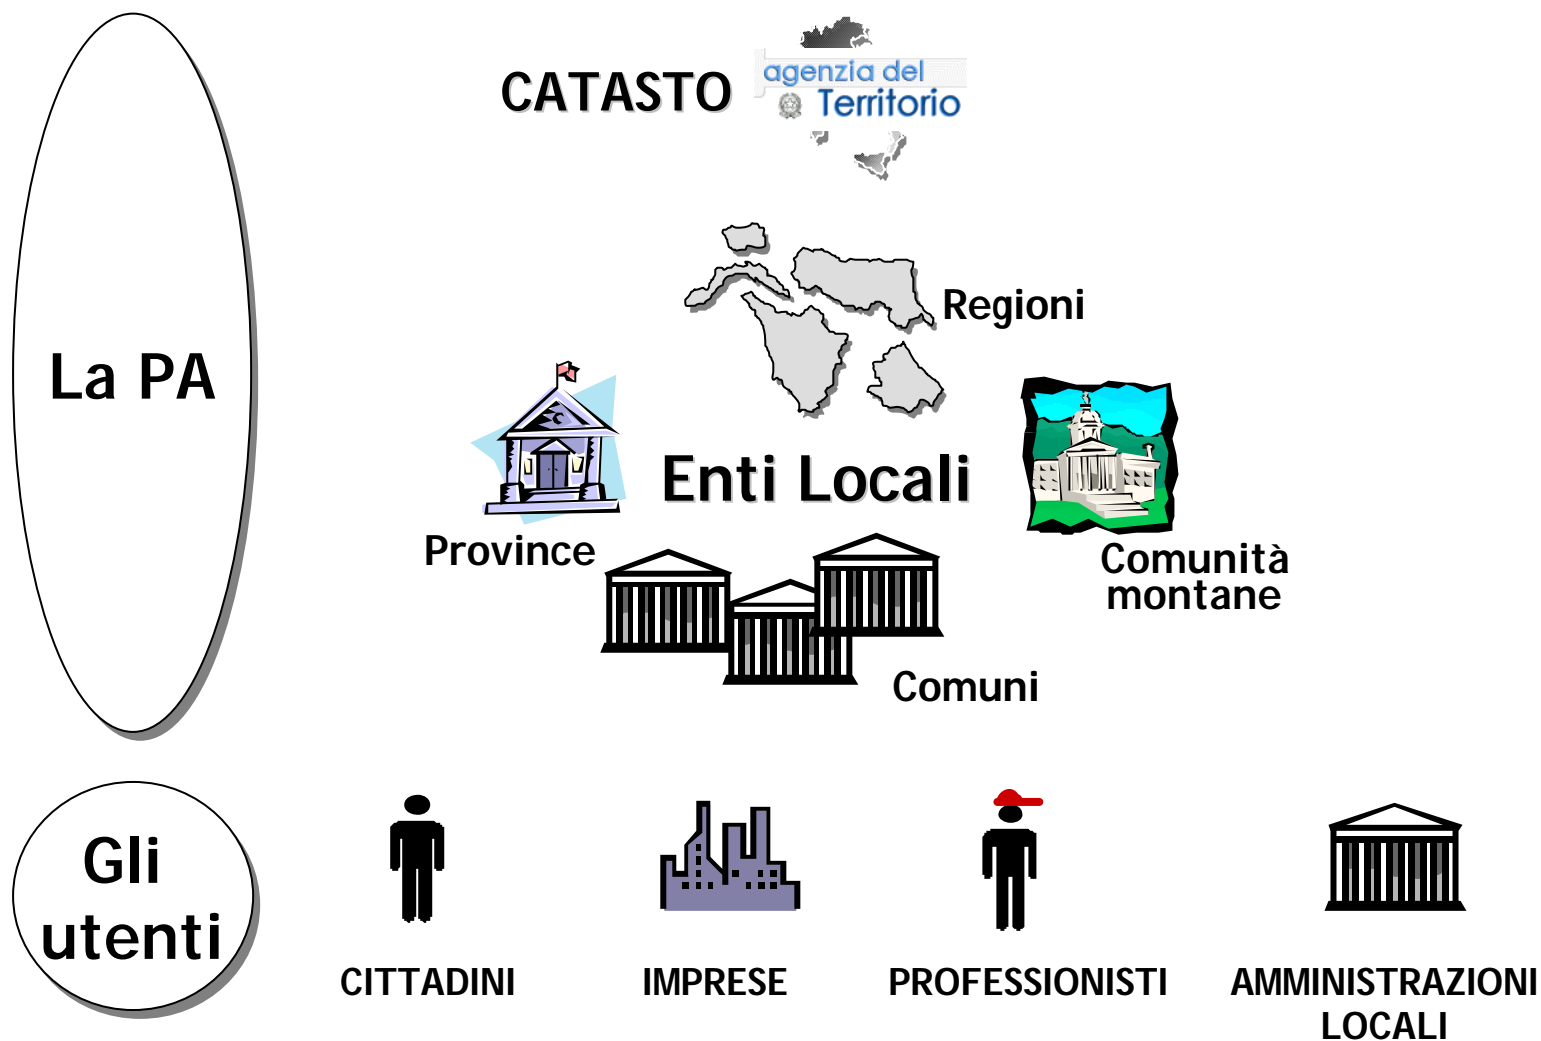 CATASTO
agenzia del
Territorio
Regioni
La PA
Enti Locali
Province
Comunità
montane
Comuni
Gli
utenti
CITTADINI
IMPRESE
PROFESSIONISTI
AMMINISTRAZIONI
LOCALI